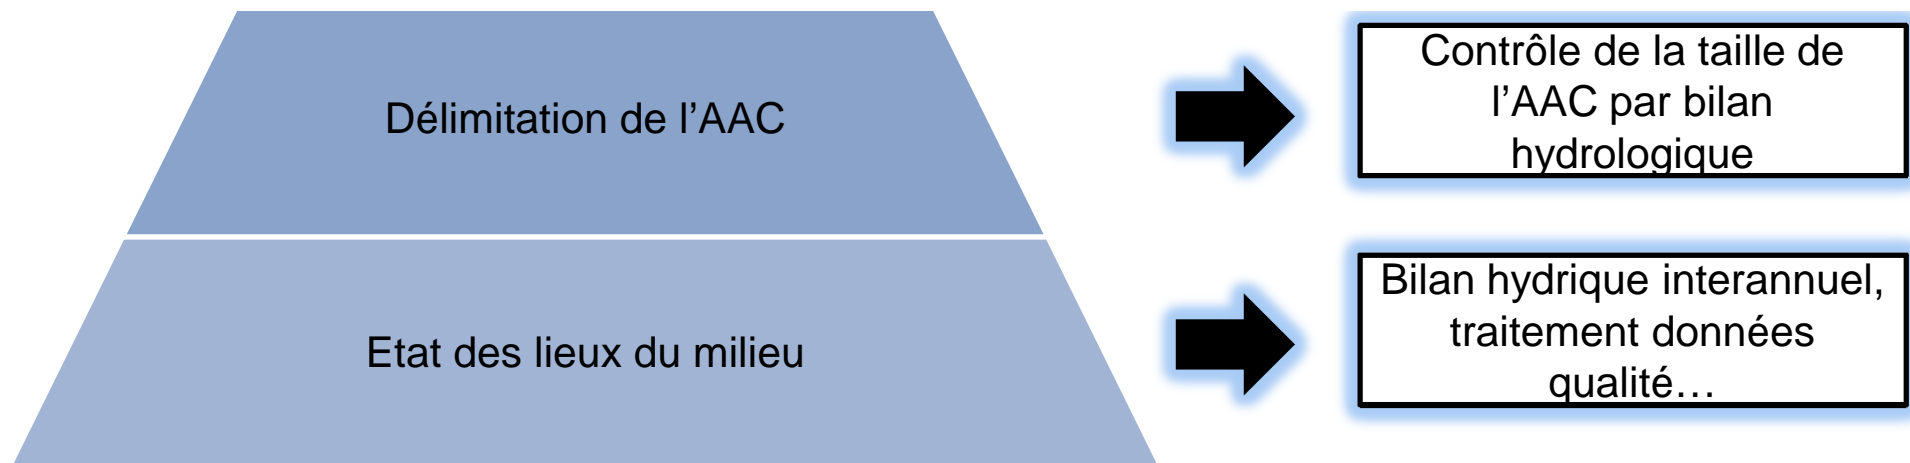 Délimitation de l’AAC
Contrôle de la taille de
l’AAC par bilan
hydrologique
Etat des lieux du milieu
Bilan hydrique interannuel,
traitement données
qualité…